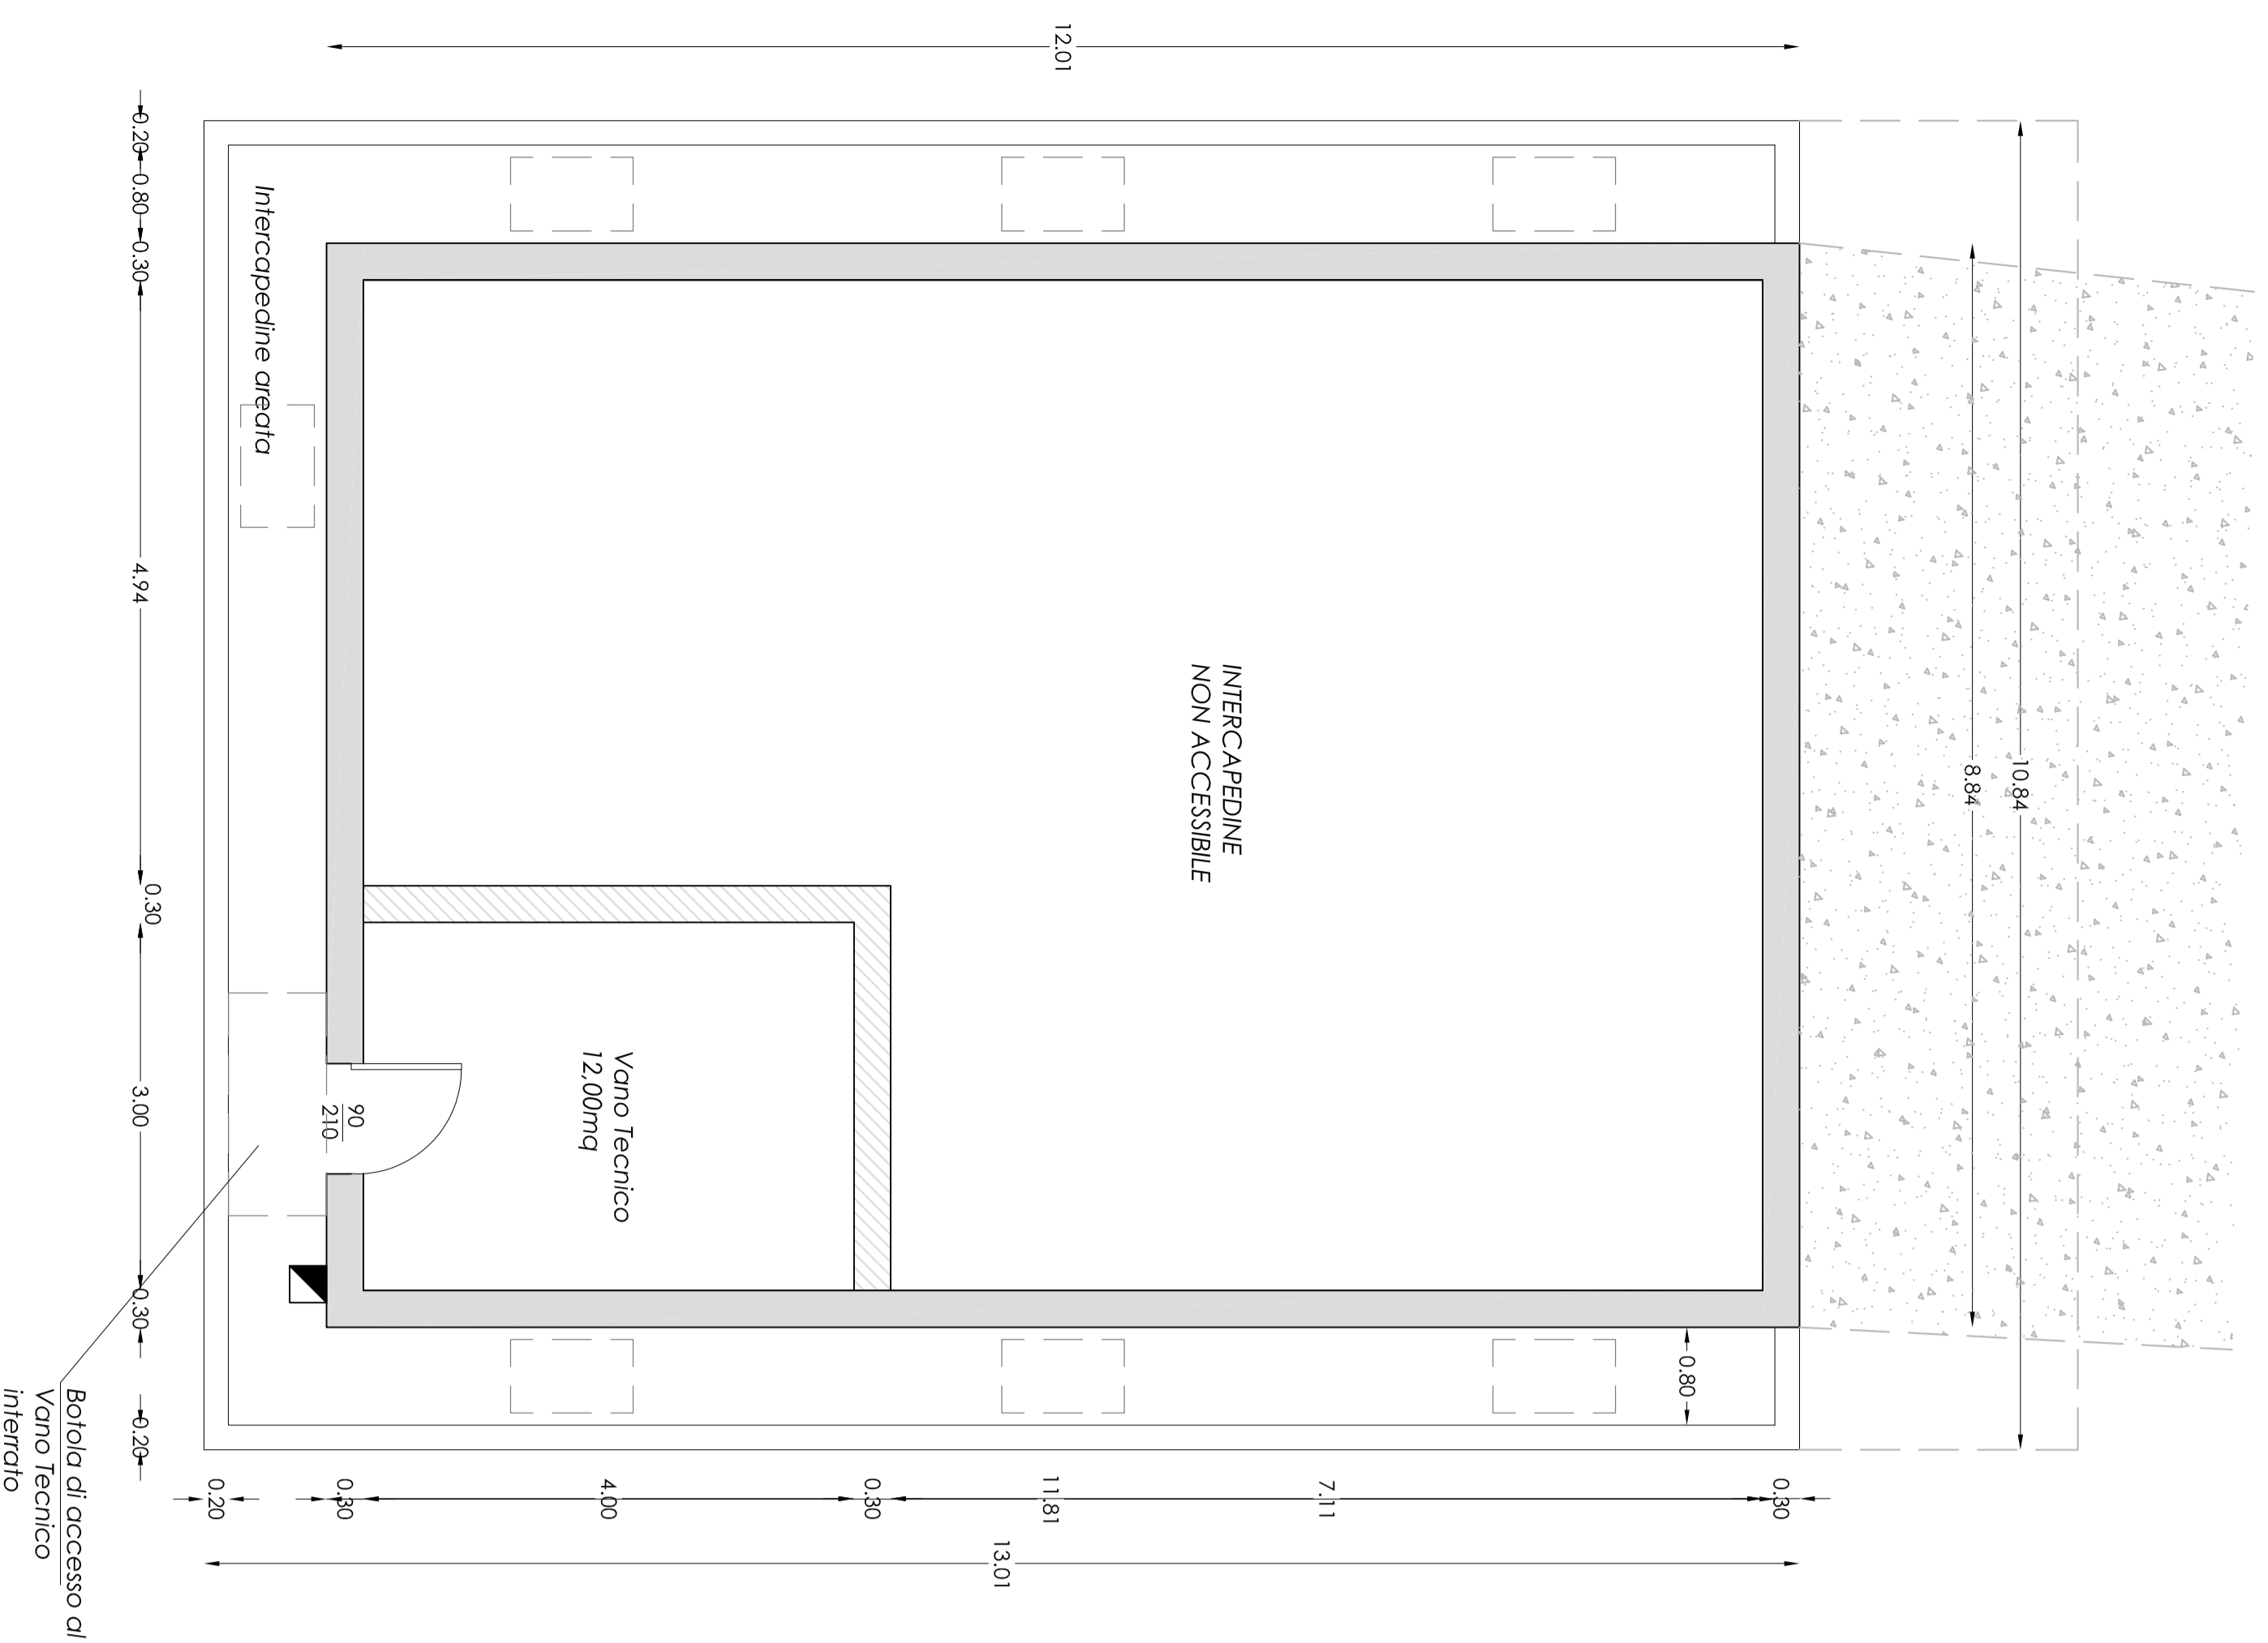 12.01
0.20
0.80
0.30
4.94
0.30
3.00
0.30
0.20
Intercapedine areata
INTERCAPEDINE
NON ACCESSIBILE
10.84
8.84
Vano Tecnico
12,00mq
90
210
0.80
Botola di accesso al
Vano Tecnico
interrato
0.20
0.30
4.00
0.30
11.81
7.11
0.30
13.01